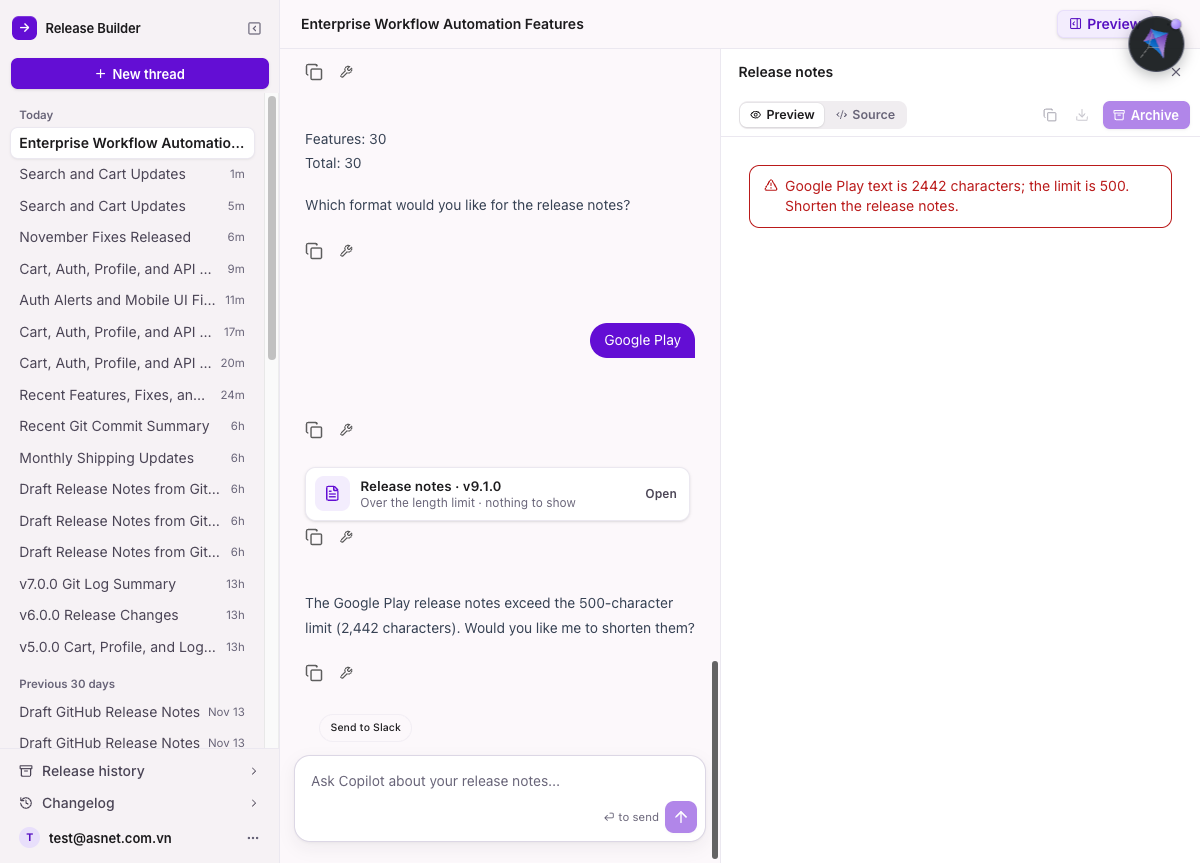 Release Builder
+ New thread
Today
Enterprise Workflow Automatio...
Search and Cart Updates 1m
Search and Cart Updates 5m
November Fixes Released 6m
Cart, Auth, Profile, and API ... 9m
Auth Alerts and Mobile UI Fi... 11m
Cart, Auth, Profile, and API ... 17m
Cart, Auth, Profile, and API ... 20m
Recent Features, Fixes, an... 24m
Recent Git Commit Summary 6h
Monthly Shipping Updates 6h
Draft Release Notes from Git... 6h
Draft Release Notes from Git... 6h
Draft Release Notes from Git... 6h
v7.0.0 Git Log Summary 13h
v6.0.0 Release Changes 13h
v5.0.0 Cart, Profile, and Log... 13h
Previous 30 days
Draft GitHub Release Notes Nov 13
Draft GitHub Release Notes Nov 13
Release history
Changelog
T test@asnet.com.vn
Enterprise Workflow Automation Features
Preview
Features: 30
Total: 30
Which format would you like for the release notes?
Google Play
Release notes · v9.1.0
Over the length limit · nothing to show
Open
The Google Play release notes exceed the 500-character
limit (2,442 characters). Would you like me to shorten them?
Send to Slack
Ask Copilot about your release notes...
to send
Release notes
Preview
Source
Archive
Google Play text is 2442 characters; the limit is 500.
Shorten the release notes.